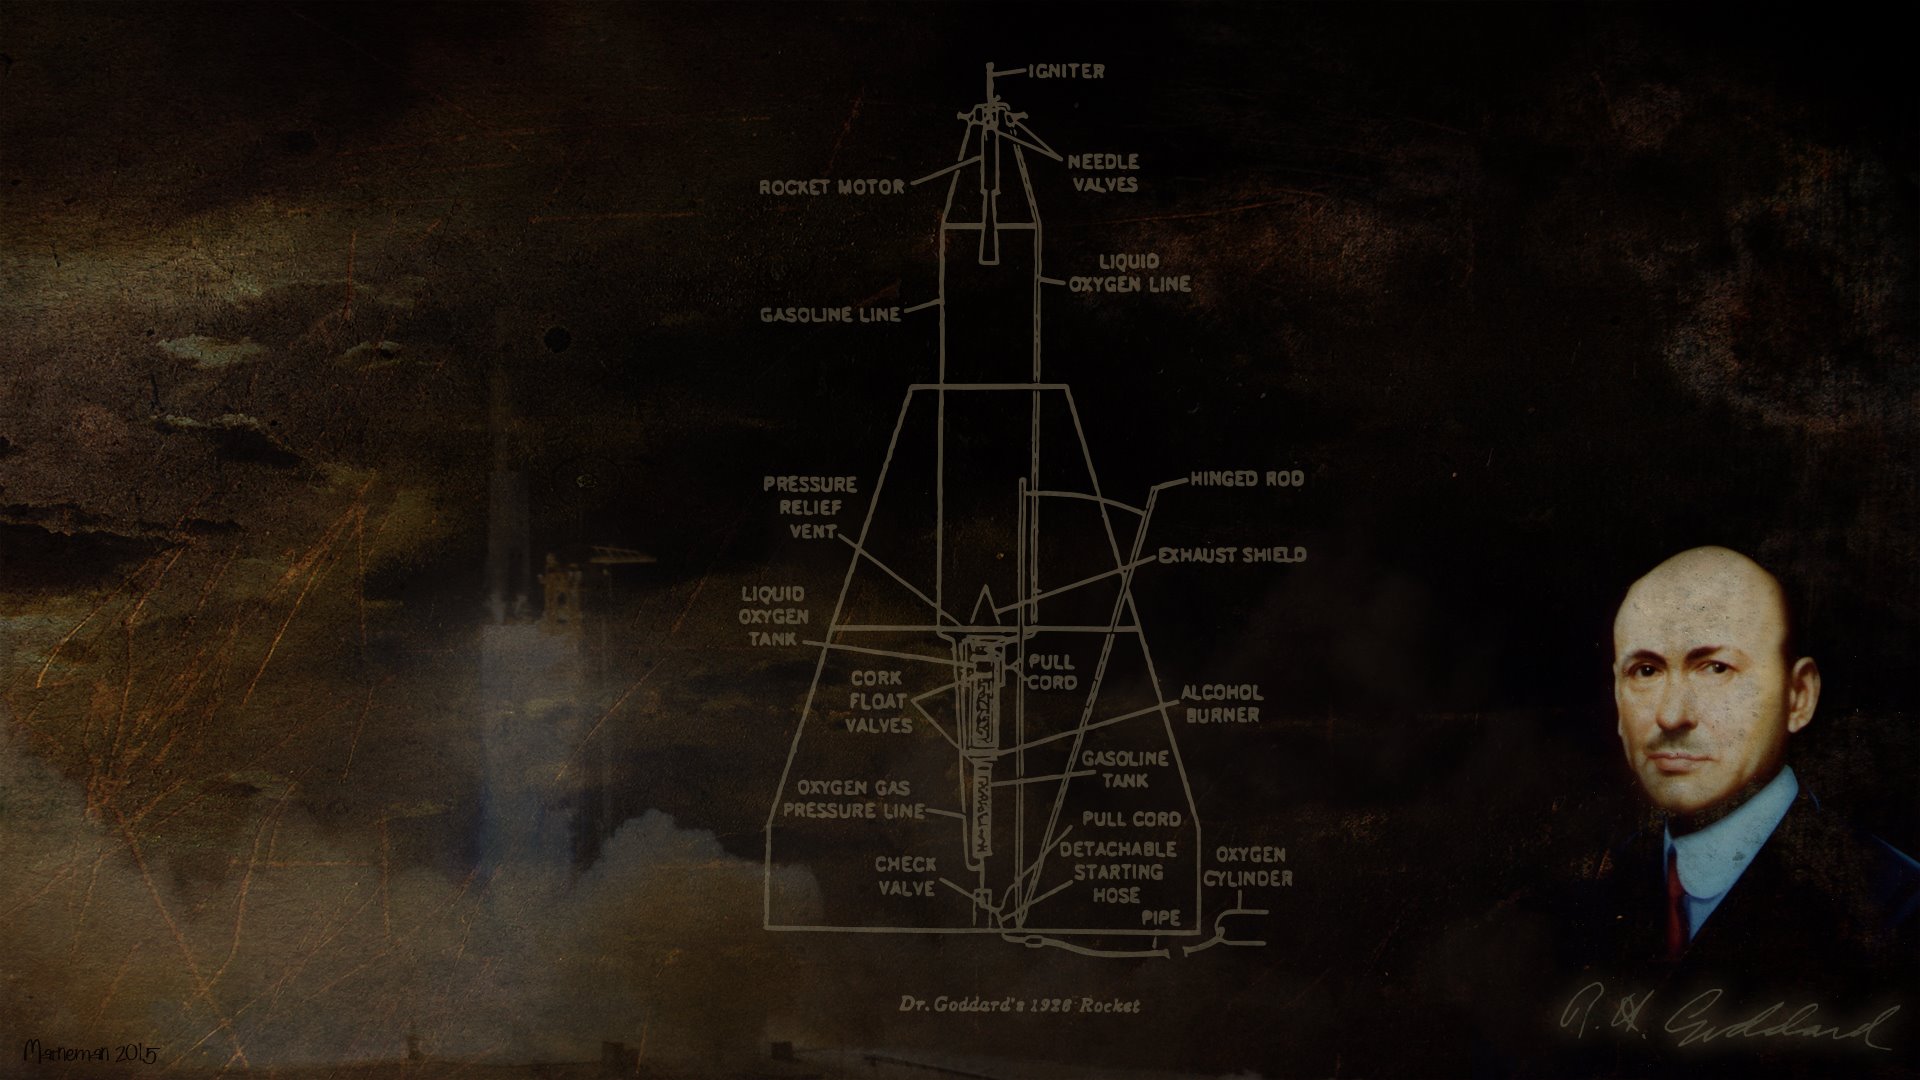 IGNITER
NEEDLE
VALVES
ROCKET MOTOR
LIQUID
OXYGEN LINE
GASOLINE LINE
PRESSURE
RELIEF
VENT
HINGED ROD
EXHAUST SHIELD
LIQUID
OXYGEN
TANK
PULL
CORD
CORK
FLOAT
VALVES
ALCOHOL
BURNER
GASOLINE
TANK
OXYGEN GAS
PRESSURE LINE
PULL CORD
DETACHABLE
STARTING
HOSE
CHECK
VALVE
OXYGEN
CYLINDER
PIPE
Dr. Goddard's 1926 Rocket
R. H. Goddard
Marneman 2015